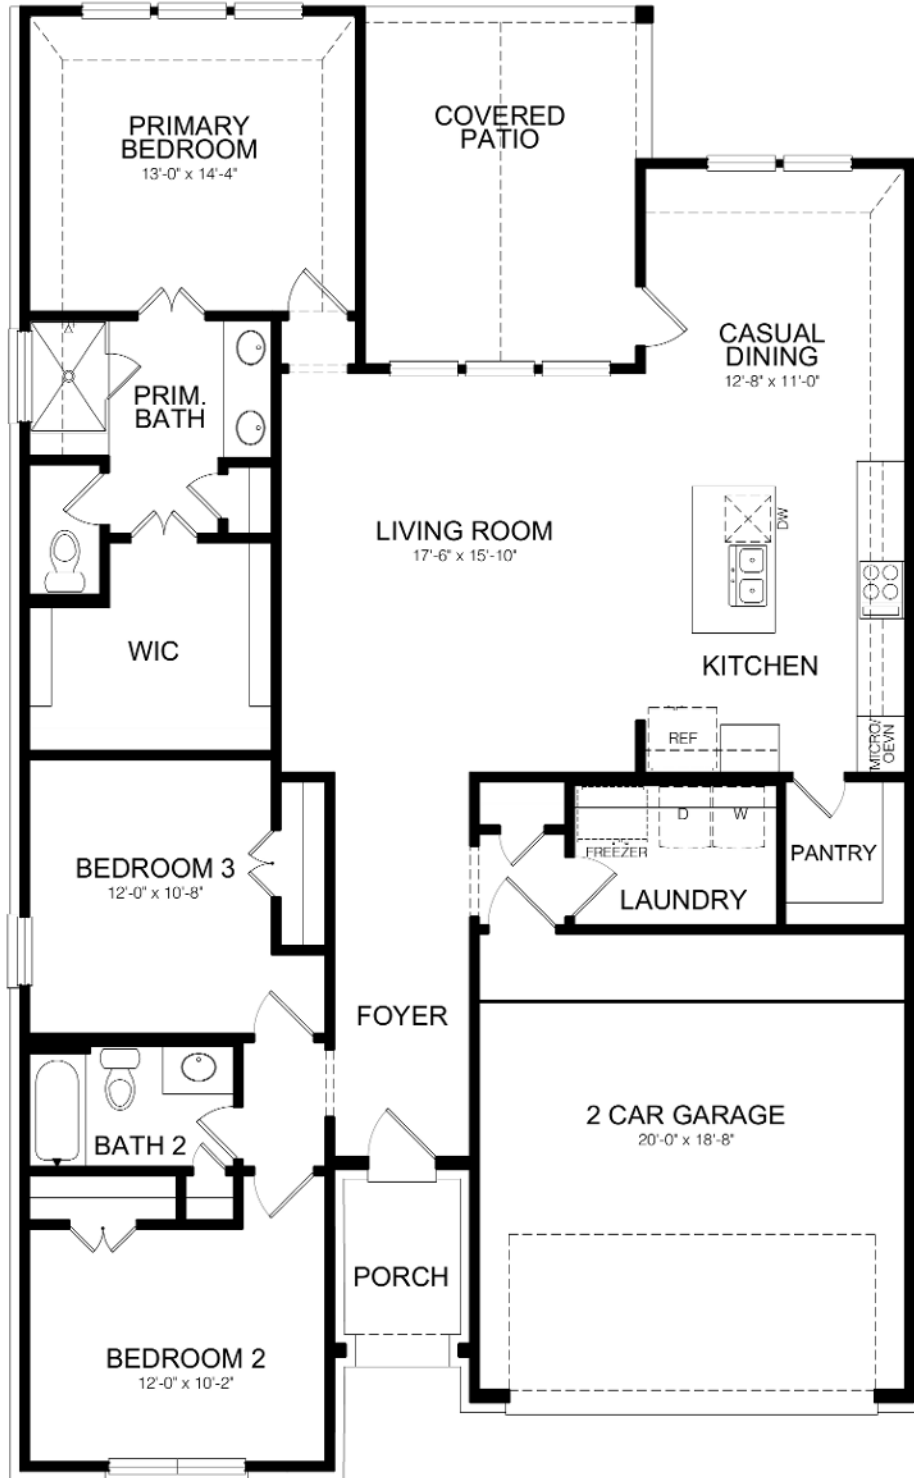 PRIMARY
BEDROOM
13'-0" x 14'-4"
COVERED
PATIO
CASUAL
DINING
12'-8" x 11'-0"
PRIM.
BATH
LIVING ROOM
17'-6" x 15'-10"
DW
WIC
KITCHEN
REF
MICRO/
OEVN
BEDROOM 3
12'-0" x 10'-8"
D
W
FREEZER
PANTRY
LAUNDRY
FOYER
2 CAR GARAGE
20'-0" x 18'-8"
BATH 2
PORCH
BEDROOM 2
12'-0" x 10'-2"